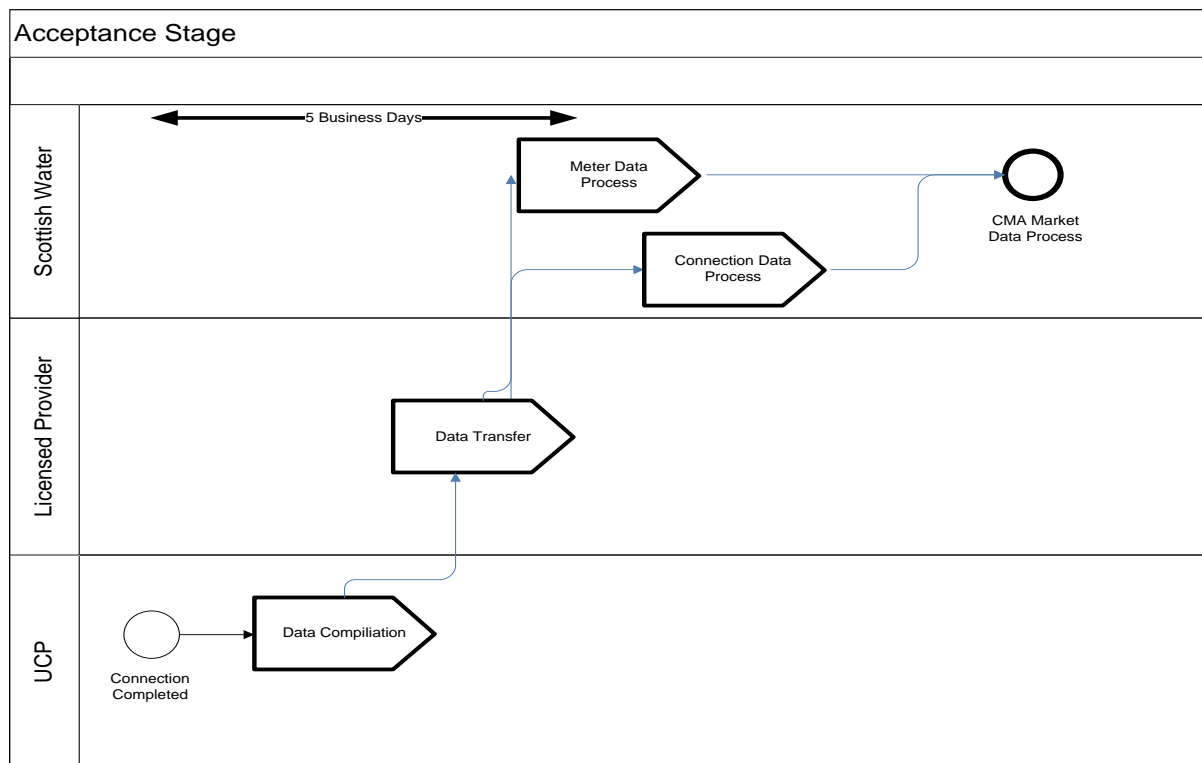 Acceptance Stage
Scottish Water
5 Business Days
Meter Data
Process
CMA Market
Data Process
Connection Data
Process
Licensed Provider
Data Transfer
UCP
Data Compiliation
Connection
Completed